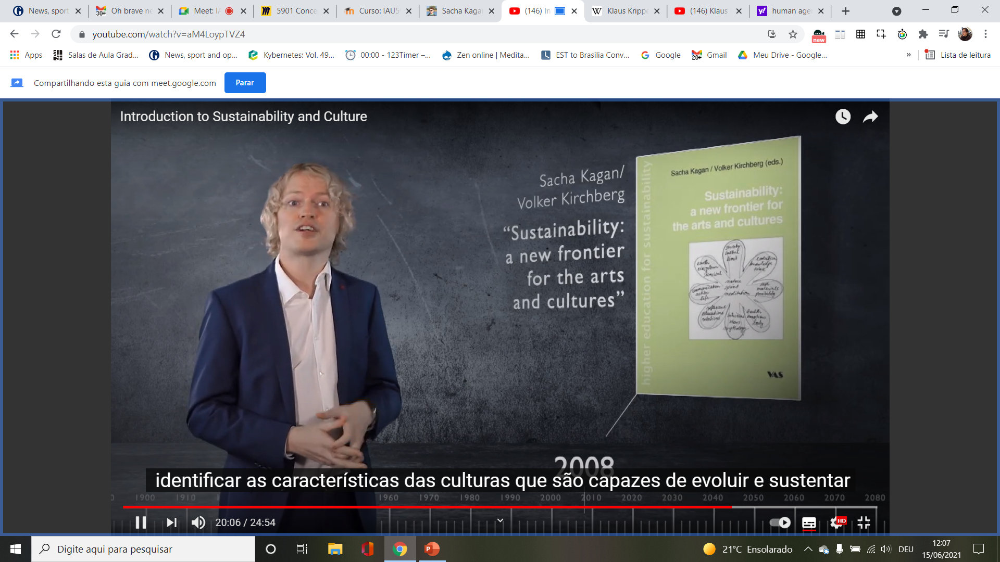 News, sport
30+
Oh brave ne
Meet: IA
5901 Conce
Curso: IAU5
Sacha Kaga
(146) In
Klaus Krippe
(146) Klaus
human age
youtube.com/watch?v=aM4LoypTVZ4
new
Apps
Salas de Aula Grad...
News, sport and op...
Kybernetes: Vol. 49...
00:00 - 123Timer –...
Zen online | Medita...
EST to Brasilia Conv...
Google
20+
Gmail
Meu Drive - Google...
»
Lista de leitura
Compartilhando esta guia com meet.google.com
Parar
Introduction to Sustainability and Culture
Sacha Kagan/
Volker Kirchberg
“Sustainability:
a new frontier
for the arts
and cultures”
higher education for sustainability
Sacha Kagan / Volker Kirchberg (eds.)
Sustainability:
a new frontier for
the arts and cultures
VAS
2008
identificar as características das culturas que são capazes de evoluir e sustentar
1900 1910 1960 1970 1980 1990 2000 2010 2020 2030 2040 2050 2060 2070 2080
20:06 / 24:54
HD
Digite aqui para pesquisar
21°C Ensolarado
DEU
12:07
15/06/2021